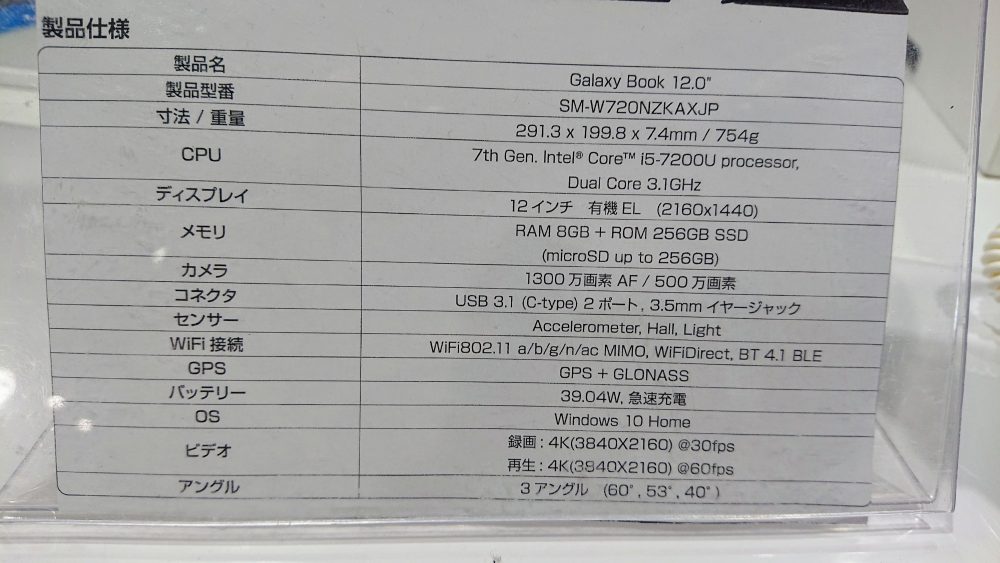 製品仕様
製品名 Galaxy Book 12.0"
製品型番 SM-W720NZKAXJP
寸法 / 重量 291.3 x 199.8 x 7.4mm / 754g
CPU 7th Gen. Intel® Core™ i5-7200U processor,
Dual Core 3.1GHz
ディスプレイ 12インチ 有機EL (2160x1440)
メモリ RAM 8GB + ROM 256GB SSD
(microSD up to 256GB)
カメラ 1300万画素 AF / 500万画素
コネクタ USB 3.1 (C-type) 2ポート, 3.5mm イヤージャック
センサー Accelerometer, Hall, Light
WiFi接続 WiFi802.11 a/b/g/n/ac MIMO, WiFiDirect, BT 4.1 BLE
GPS GPS + GLONASS
バッテリー 39.04W, 急速充電
OS Windows 10 Home
ビデオ 録画 : 4K(3840X2160) @30fps
再生 : 4K(3840X2160) @60fps
アングル 3アングル (60°, 53°, 40°)